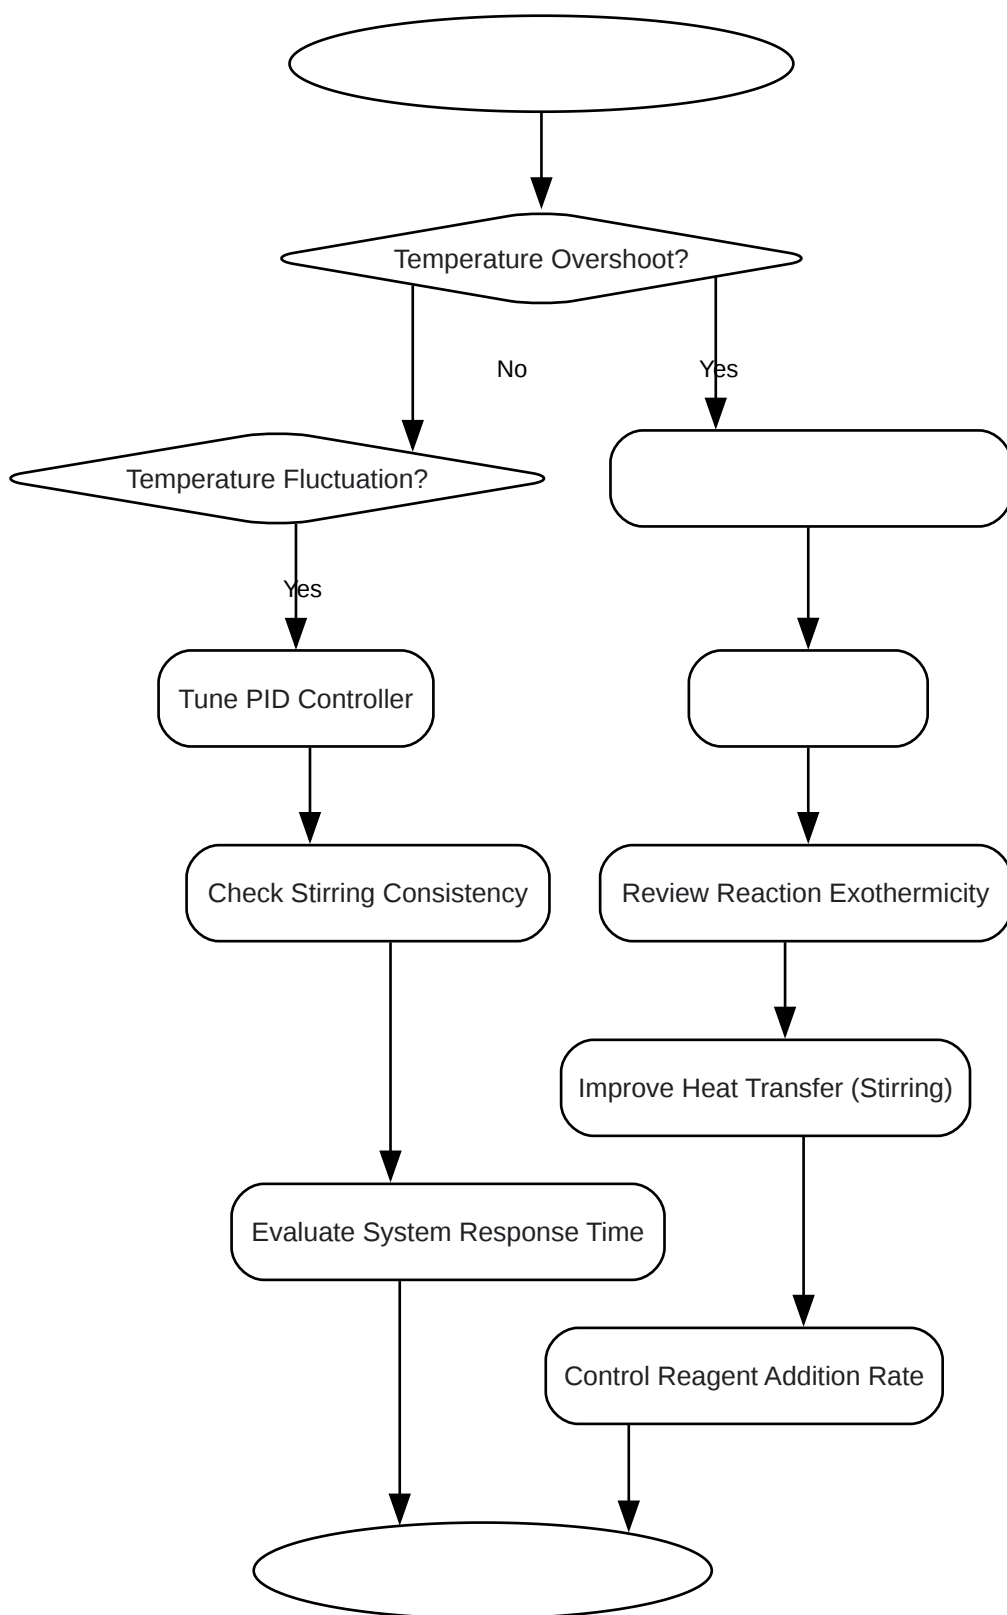 Temperature Overshoot?
No
Yes
Temperature Fluctuation?
Yes
Tune PID Controller
Check Stirring Consistency
Review Reaction Exothermicity
Improve Heat Transfer (Stirring)
Evaluate System Response Time
Control Reagent Addition Rate